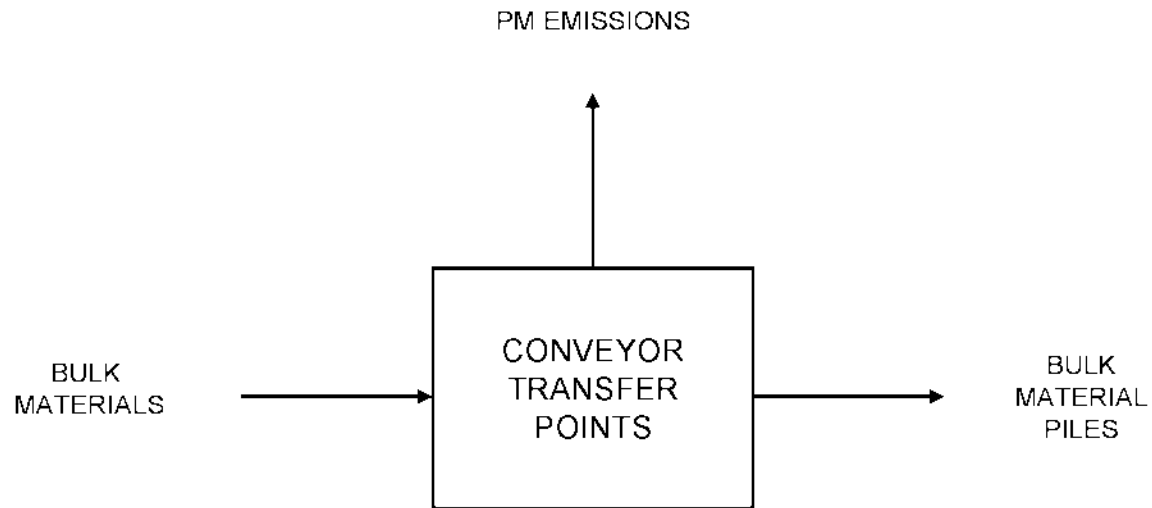 PM EMISSIONS
CONVEYOR
TRANSFER
POINTS
BULK
MATERIALS
BULK
MATERIAL
PILES